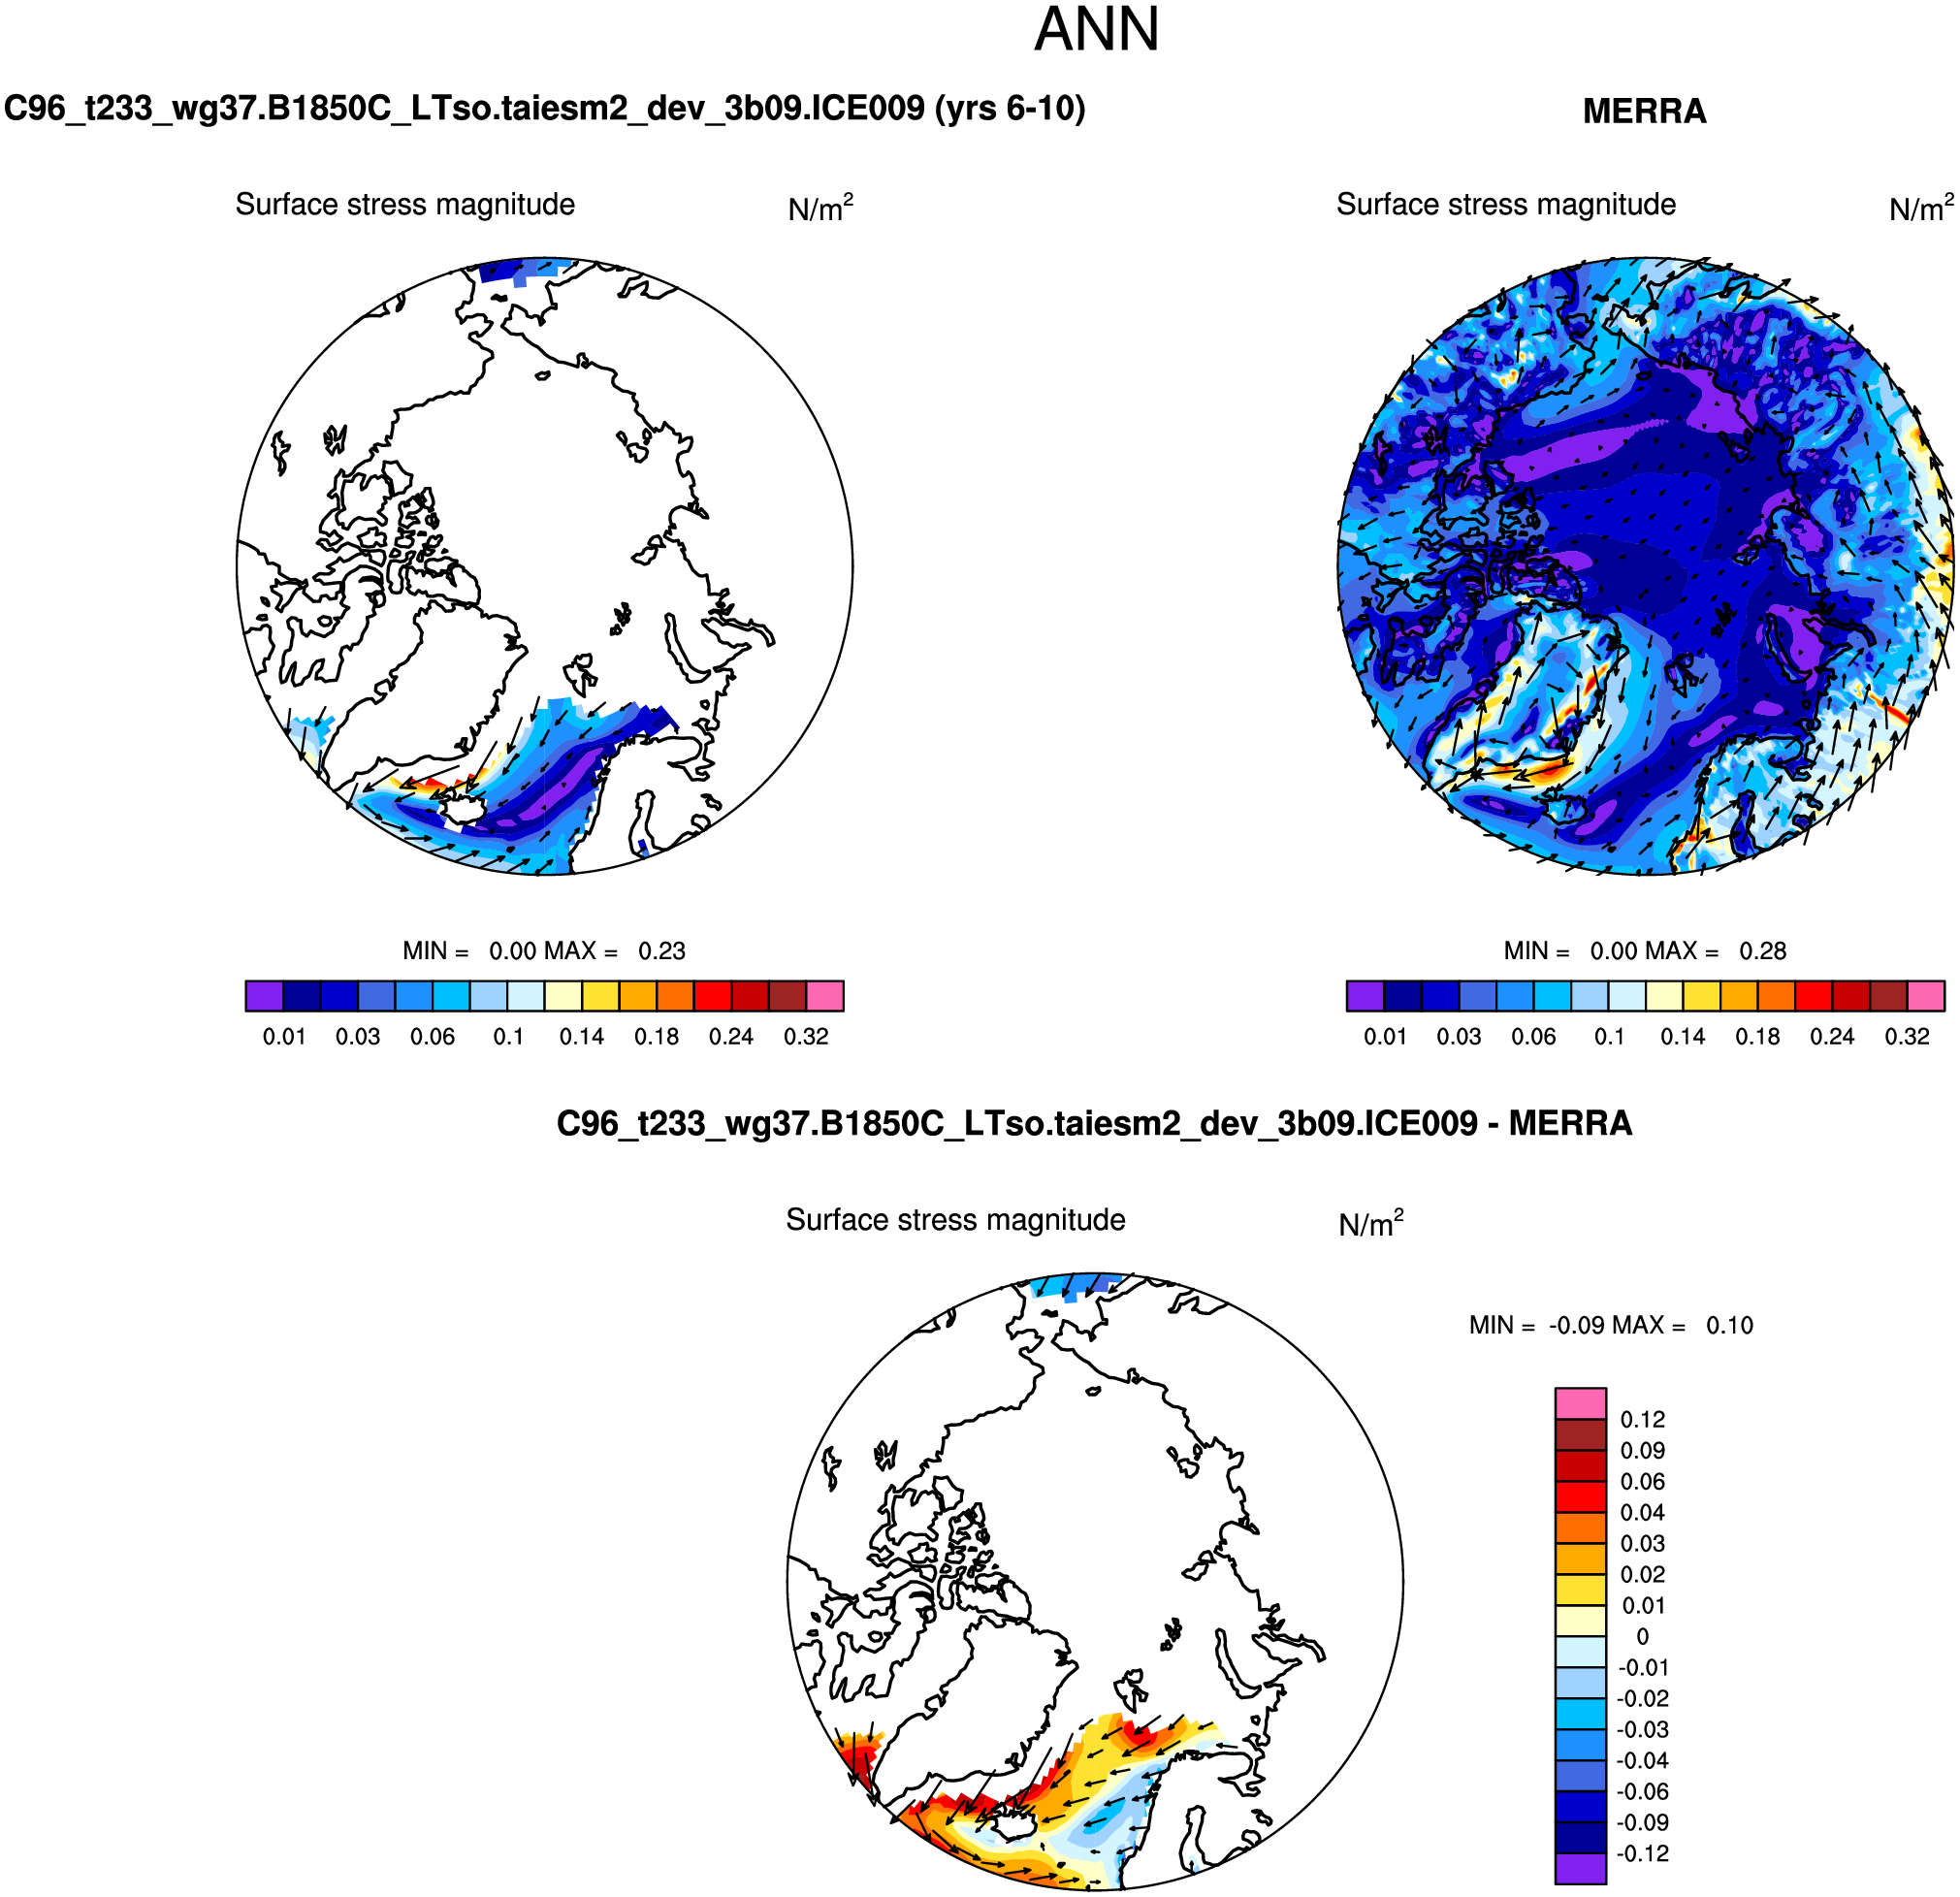 ANN
C96_t233_wg37.B1850C_LTso.taiesm2_dev_3b09.ICE009 (yrs 6-10)
MERRA
Surface stress magnitude N/m²
Surface stress magnitude N/m²
MIN = 0.00 MAX = 0.23
0.01 0.03 0.06 0.1 0.14 0.18 0.24 0.32
MIN = 0.00 MAX = 0.28
0.01 0.03 0.06 0.1 0.14 0.18 0.24 0.32
C96_t233_wg37.B1850C_LTso.taiesm2_dev_3b09.ICE009 - MERRA
Surface stress magnitude N/m²
MIN = -0.09 MAX = 0.10
0.12
0.09
0.06
0.04
0.03
0.02
0.01
0
-0.01
-0.02
-0.03
-0.04
-0.06
-0.09
-0.12